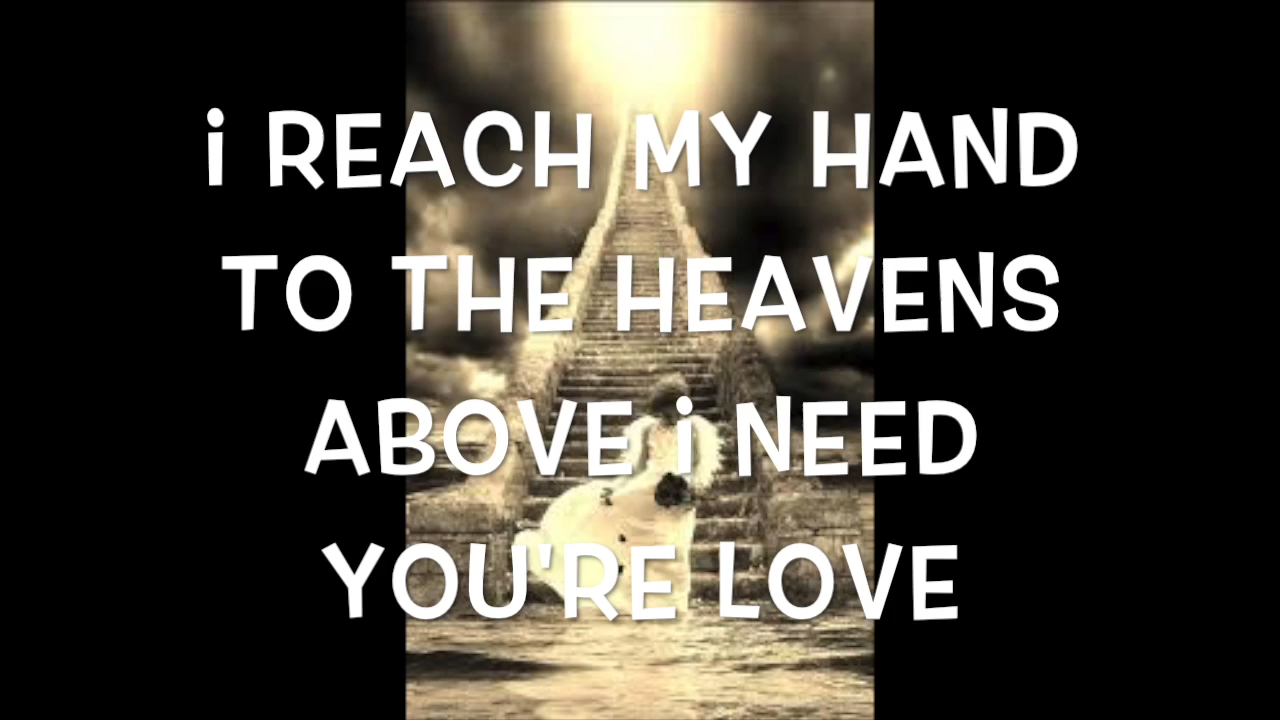 i REACH MY HAND
TO THE HEAVENS
ABOVE i NEED
YOU'RE LOVE